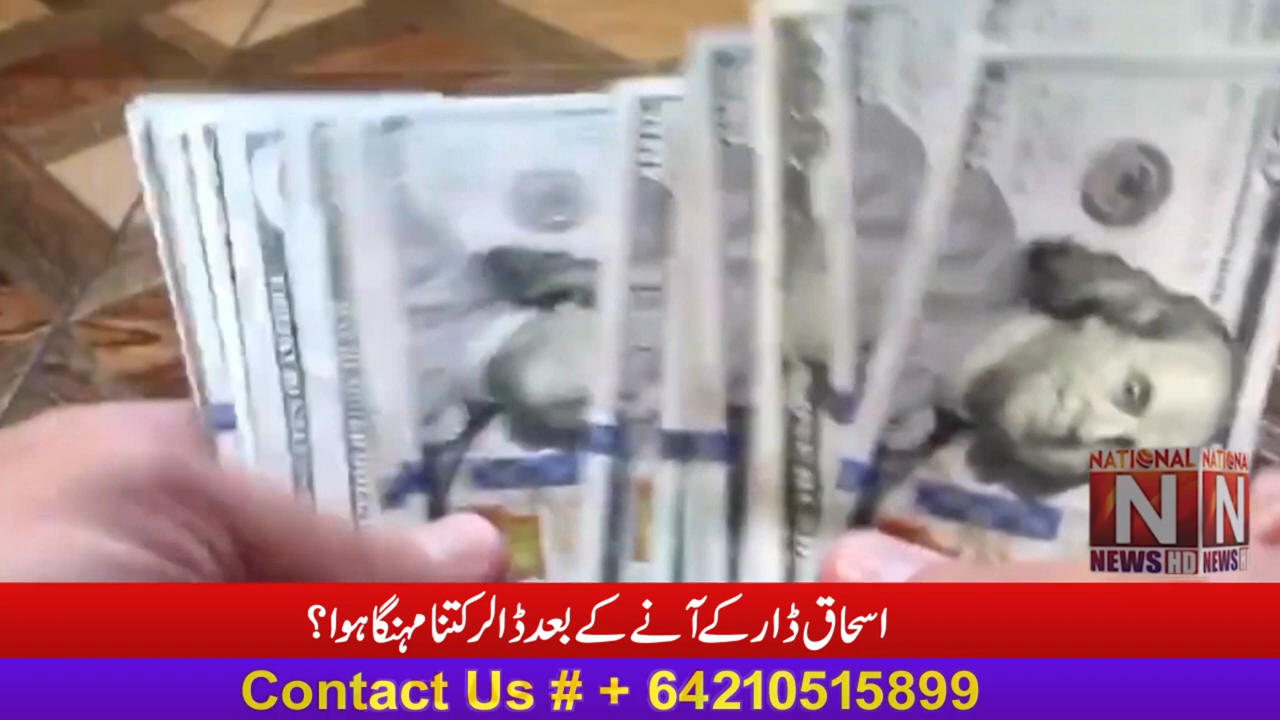 NATIONAL
N
NEWS HD
NATIONAL
N
NEWS
اسحاق ڈار کے آنے کے بعد ڈالر کتنا مہنگا ہوا؟
Contact Us # + 64210515899